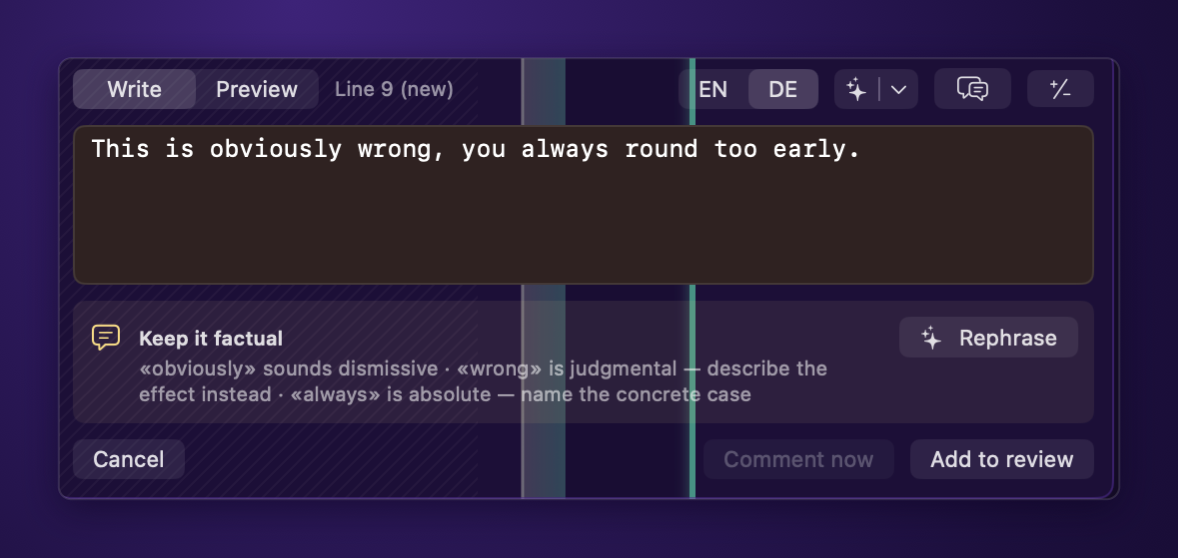 Write Preview Line 9 (new) EN DE
This is obviously wrong, you always round too early.
Keep it factual
Rephrase
«obviously» sounds dismissive · «wrong» is judgmental — describe the
effect instead · «always» is absolute — name the concrete case
Cancel Comment now Add to review